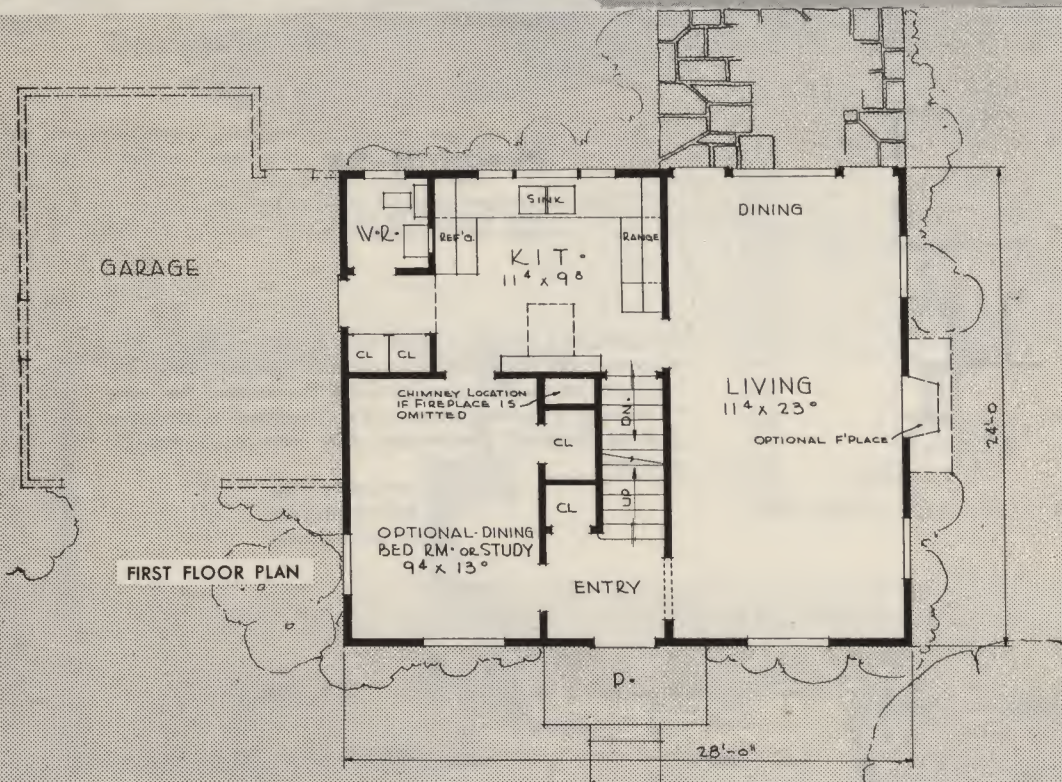 DINING
SINK
W·R·
REF'G.
RANGE
KIT·
11⁴ x 9⁸
GARAGE
CL
CL
CHIMNEY LOCATION
IF FIREPLACE IS
OMITTED
DN·
LIVING
11⁴ x 23⁰
OPTIONAL F'PLACE
24'-0
CL
UP
CL
OPTIONAL·DINING
BED RM· OR STUDY
9⁴ x 13⁰
FIRST FLOOR PLAN
ENTRY
P·
28'-0"